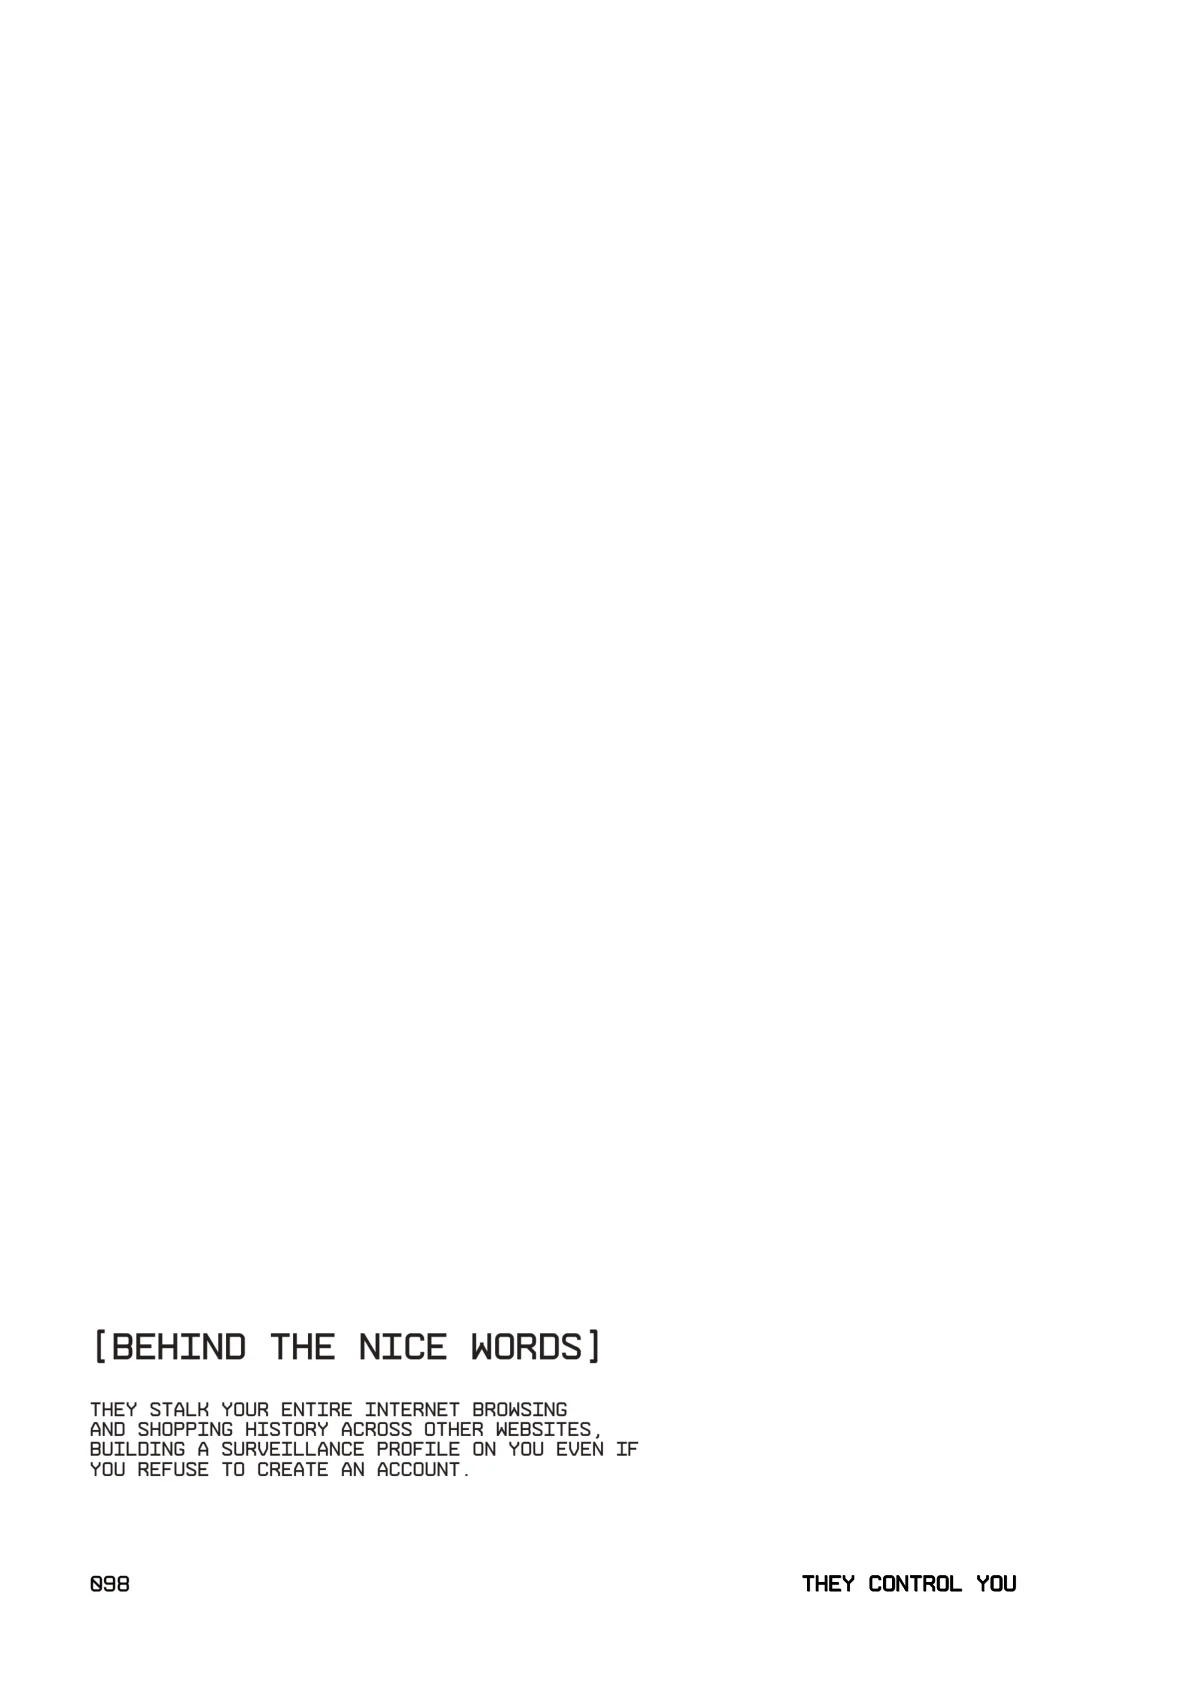 [BEHIND THE NICE WORDS]
THEY STALK YOUR ENTIRE INTERNET BROWSING
AND SHOPPING HISTORY ACROSS OTHER WEBSITES,
BUILDING A SURVEILLANCE PROFILE ON YOU EVEN IF
YOU REFUSE TO CREATE AN ACCOUNT.
098
THEY CONTROL YOU